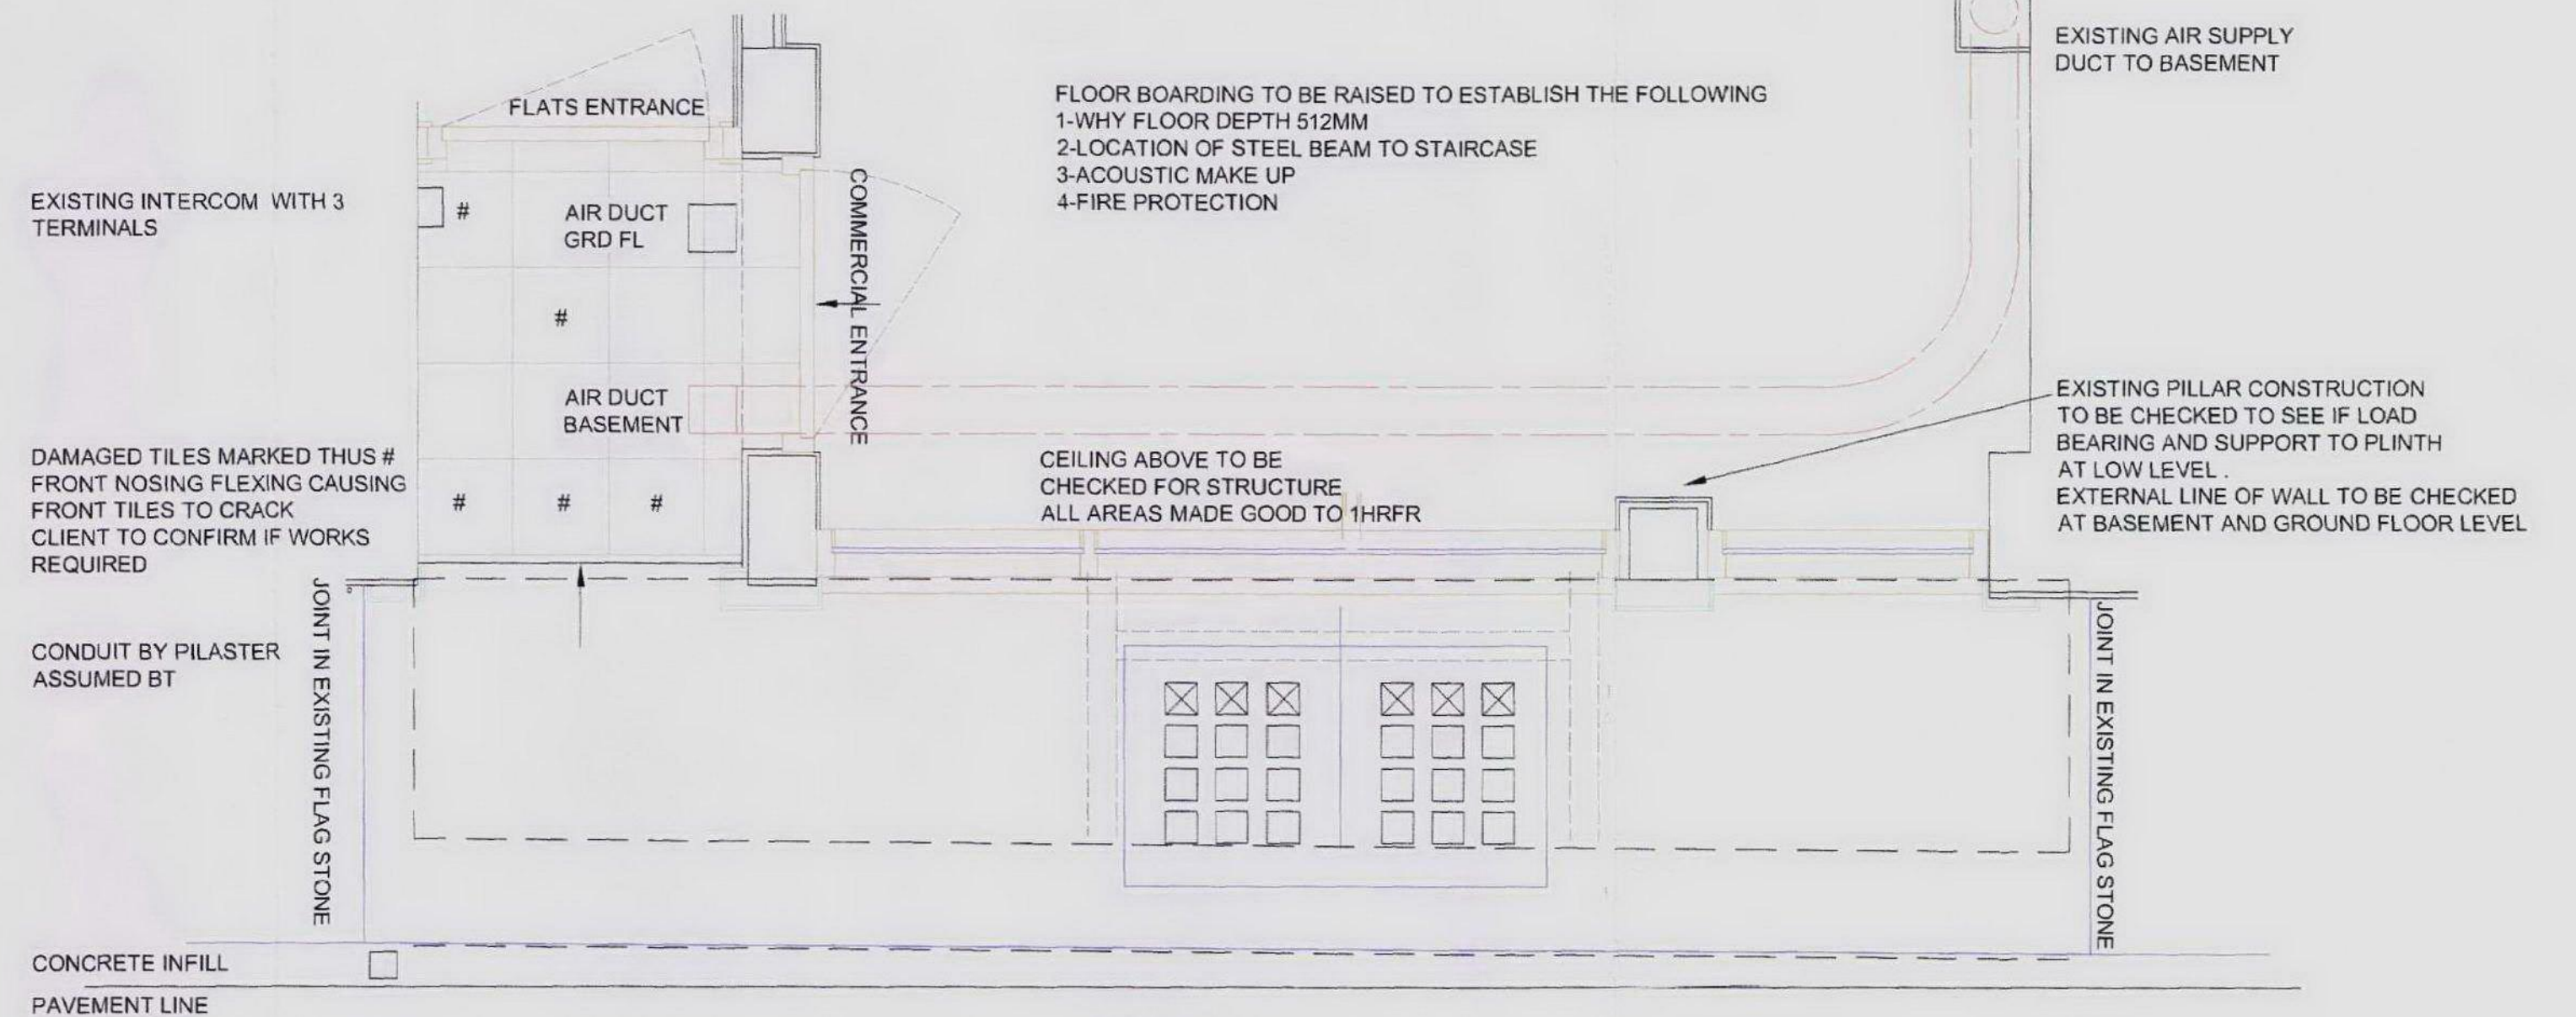 EXISTING AIR SUPPLY
DUCT TO BASEMENT
FLATS ENTRANCE
FLOOR BOARDING TO BE RAISED TO ESTABLISH THE FOLLOWING
1-WHY FLOOR DEPTH 512MM
2-LOCATION OF STEEL BEAM TO STAIRCASE
3-ACOUSTIC MAKE UP
4-FIRE PROTECTION
EXISTING INTERCOM WITH 3
TERMINALS
#
AIR DUCT
GRD FL
COMMERCIAL ENTRANCE
#
AIR DUCT
BASEMENT
EXISTING PILLAR CONSTRUCTION
TO BE CHECKED TO SEE IF LOAD
BEARING AND SUPPORT TO PLINTH
AT LOW LEVEL .
EXTERNAL LINE OF WALL TO BE CHECKED
AT BASEMENT AND GROUND FLOOR LEVEL
DAMAGED TILES MARKED THUS #
FRONT NOSING FLEXING CAUSING
FRONT TILES TO CRACK
CLIENT TO CONFIRM IF WORKS
REQUIRED
# # #
CEILING ABOVE TO BE
CHECKED FOR STRUCTURE
ALL AREAS MADE GOOD TO 1HRFR
JOINT IN EXISTING FLAG STONE
JOINT IN EXISTING FLAG STONE
CONDUIT BY PILASTER
ASSUMED BT
CONCRETE INFILL
PAVEMENT LINE